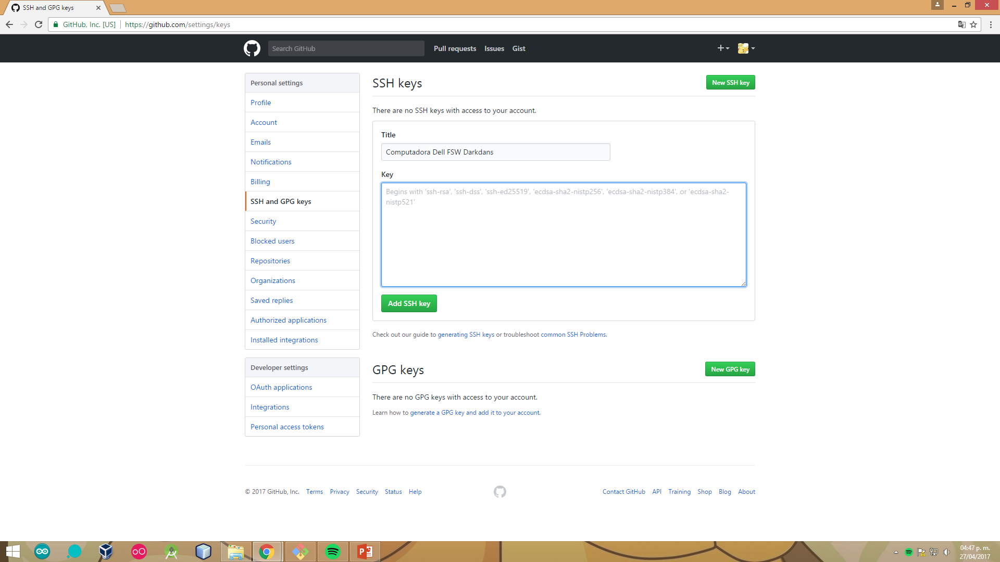 SSH and GPG keys
GitHub, Inc. [US] https://github.com/settings/keys
Search GitHub
Pull requests Issues Gist
Personal settings
Profile
Account
Emails
Notifications
Billing
SSH and GPG keys
Security
Blocked users
Repositories
Organizations
Saved replies
Authorized applications
Installed integrations
Developer settings
OAuth applications
Integrations
Personal access tokens
SSH keys
New SSH key
There are no SSH keys with access to your account.
Title
Computadora Dell FSW Darkdans
Key
Begins with 'ssh-rsa', 'ssh-dss', 'ssh-ed25519', 'ecdsa-sha2-nistp256', 'ecdsa-sha2-nistp384', or 'ecdsa-sha2-
nistp521'
Add SSH key
Check out our guide to generating SSH keys or troubleshoot common SSH Problems.
GPG keys
New GPG key
There are no GPG keys with access to your account.
Learn how to generate a GPG key and add it to your account.
© 2017 GitHub, Inc. Terms Privacy Security Status Help
Contact GitHub API Training Shop Blog About
04:47 p. m.
27/04/2017